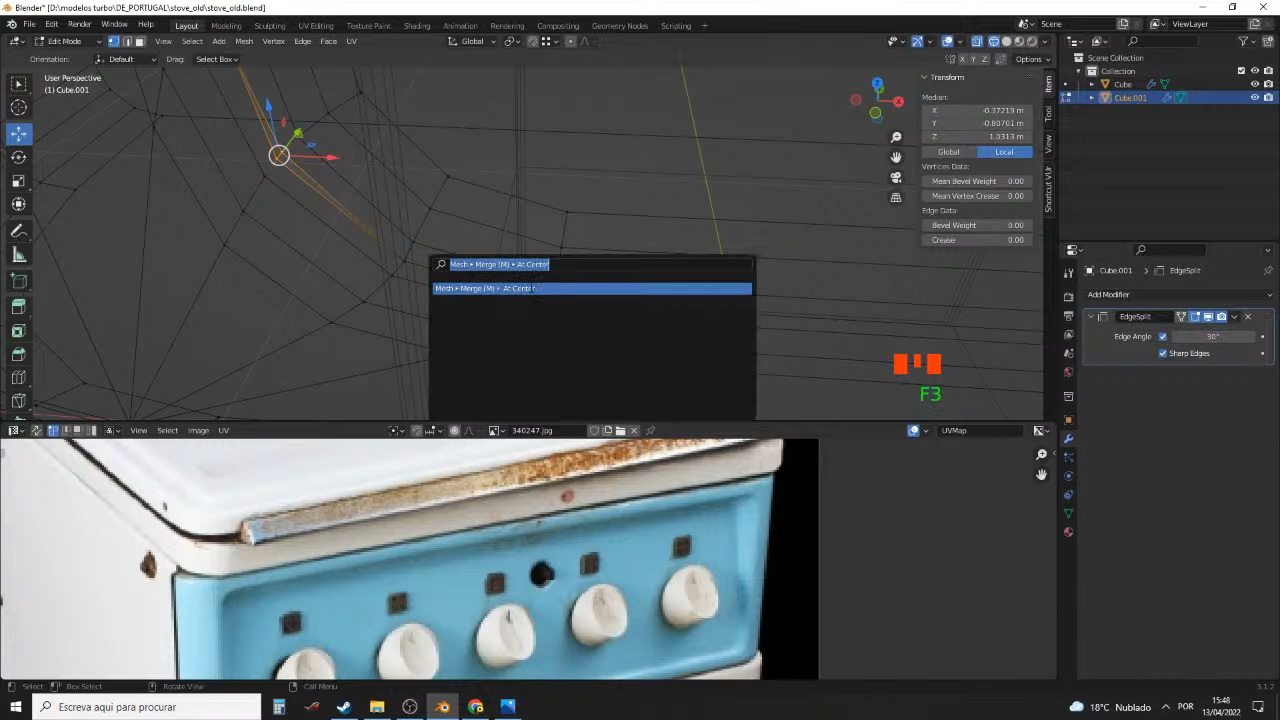 Blender* [D:\modelos turbo\DE_PORTUGAL\stove_old\stove_old.blend]
File Edit Render Window Help Layout Modeling Sculpting UV Editing Texture Paint Shading Animation Rendering Compositing Geometry Nodes Scripting Scene ViewLayer
Edit Mode View Select Add Mesh Vertex Edge Face UV Global
Orientation: Default Drag: Select Box X Y Z Options
User Perspective
(1) Cube.001
Transform
Median:
X -0.37219 m
Y -0.80701 m
Z 1.0313 m
Global Local
Vertices Data:
Mean Bevel Weight 0.00
Mean Vertex Crease 0.00
Edge Data:
Bevel Weight 0.00
Crease 0.00
Item
Tool
View
Shortcut VUr
Z
X
Mesh ▸ Merge (M) ▸ At Center
Mesh ▸ Merge (M) ▸ At Center
F3
Scene Collection
Collection
Cube
Cube.001
Cube.001 EdgeSplit
Add Modifier
EdgeSplit
Edge Angle 30°
Sharp Edges
View Select Image UV 340247.jpg UVMap
Select Box Select Rotate View Call Menu 3.1.2
Escreva aqui para procurar
18°C Nublado POR 15:48
13/04/2022